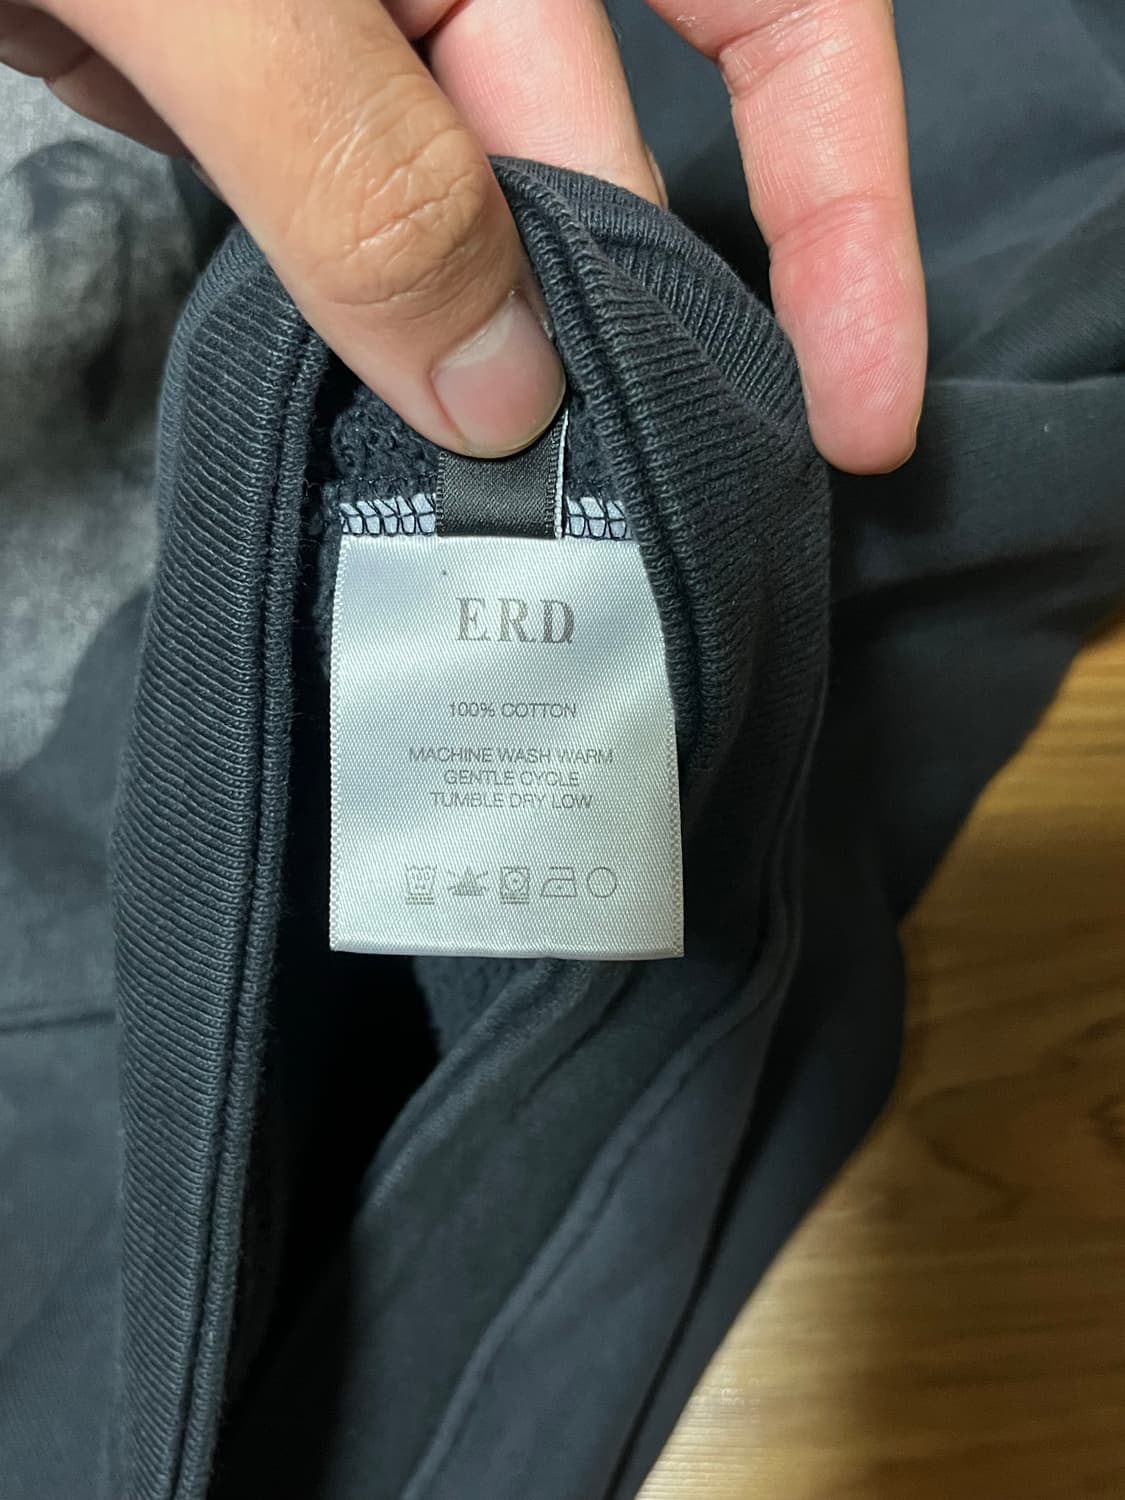 ERD
100% COTTON
MACHINE WASH WARM
GENTLE CYCLE
TUMBLE DRY LOW